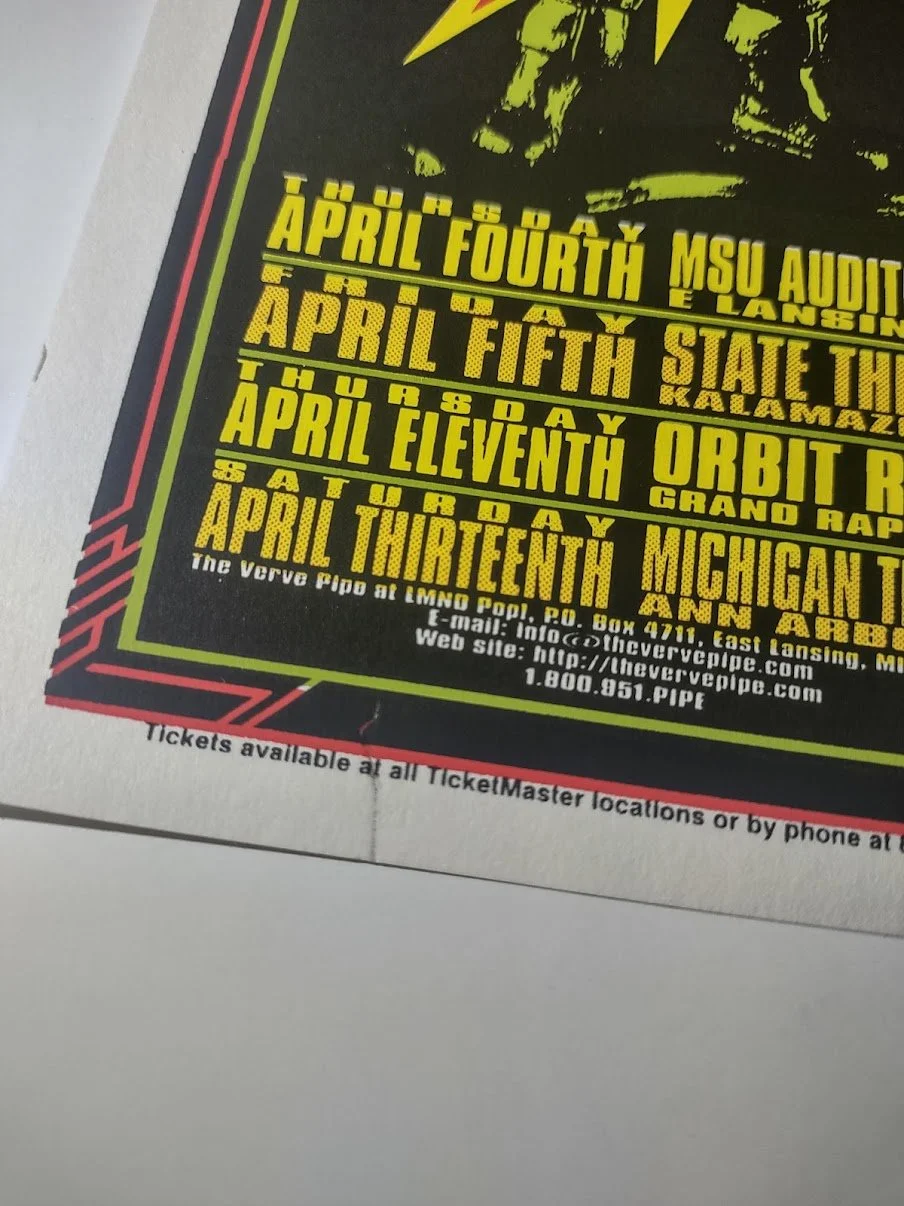 THURSDAY
APRIL FOURTH MSU AUDIT
E LANSIN
FRIDAY
APRIL FIFTH STATE TH
KALAMAZ
THURSDAY
APRIL ELEVENTH ORBIT R
GRAND RAP
SATURDAY
APRIL THIRTEENTH MICHIGAN T
ANN ARB
The Verve Pipe at LMNO Pop!, P.O. Box 4711, East Lansing, MI
E-mail: info@thevervepipe.com
Web site: http://thevervepipe.com
1.800.951.PIPE
Tickets available at all TicketMaster locations or by phone at